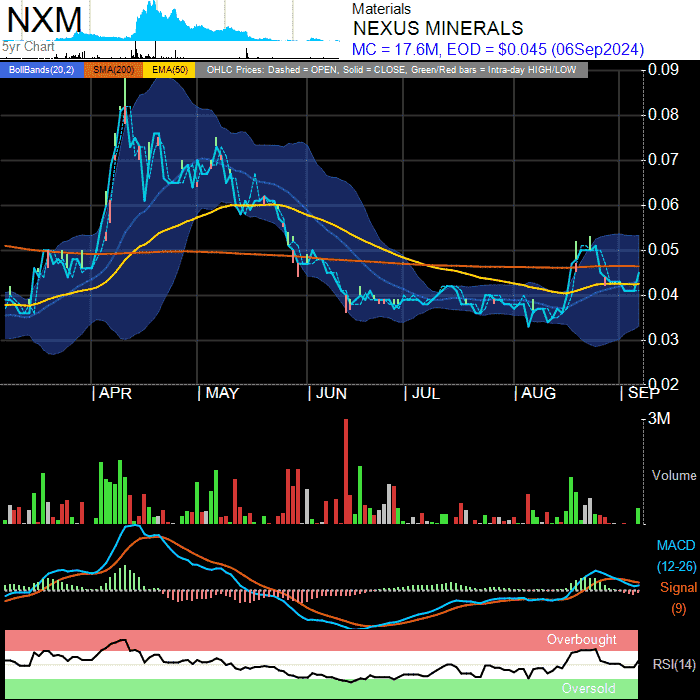 NXM
Materials
NEXUS MINERALS
5yr Chart
MC = 17.6M, EOD = $0.045 (06Sep2024)
BollBands(20,2) SMA(200) EMA(50) OHLC Prices: Dashed = OPEN, Solid = CLOSE, Green/Red bars = Intra-day HIGH/LOW
0.09
0.08
0.07
0.06
0.05
0.04
0.03
0.02
APR MAY JUN JUL AUG SEP
3M
Volume
MACD
(12-26)
Signal
(9)
Overbought
RSI(14)
Oversold